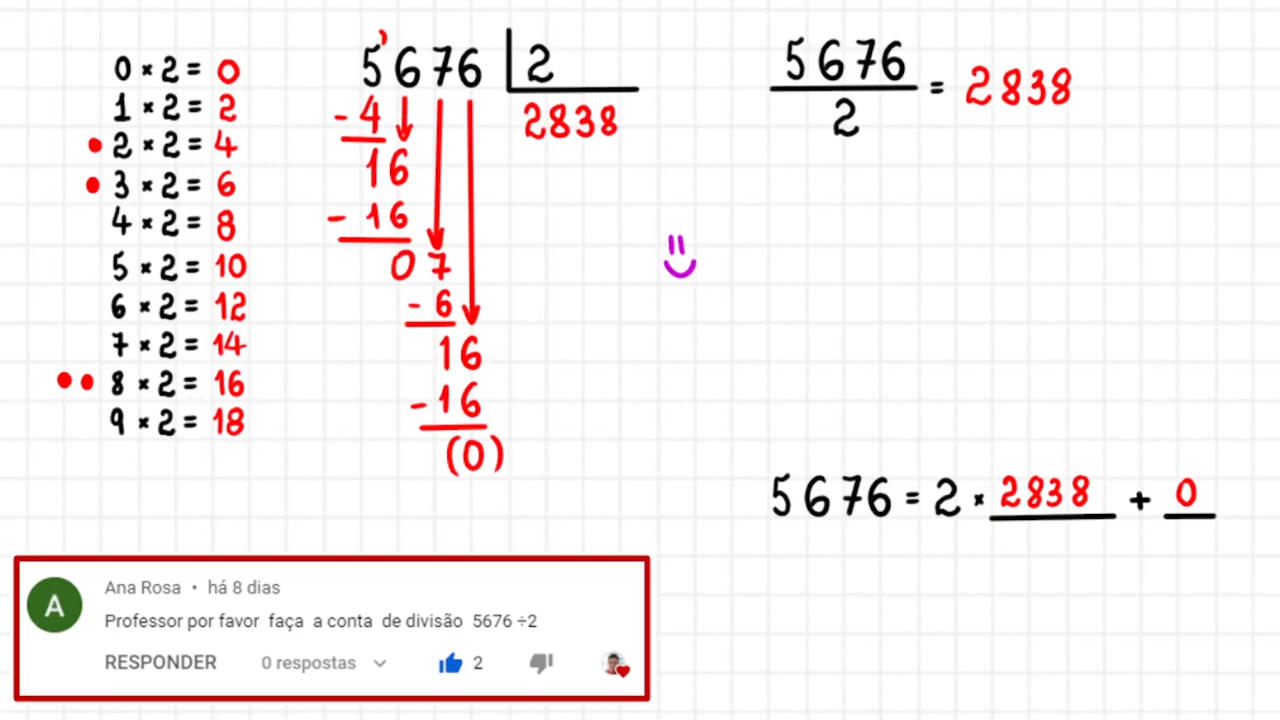 0 × 2 = 0
1 × 2 = 2
2 × 2 = 4
3 × 2 = 6
4 × 2 = 8
5 × 2 = 10
6 × 2 = 12
7 × 2 = 14
8 × 2 = 16
9 × 2 = 18
5'676 2
- 4 2838
16
- 16
07
- 6
16
- 16
(0)
5676
= 2838
2
5676 = 2 × 2838 + 0
A
Ana Rosa • há 8 dias
Professor por favor faça a conta de divisão 5676 ÷2
RESPONDER 0 respostas 2